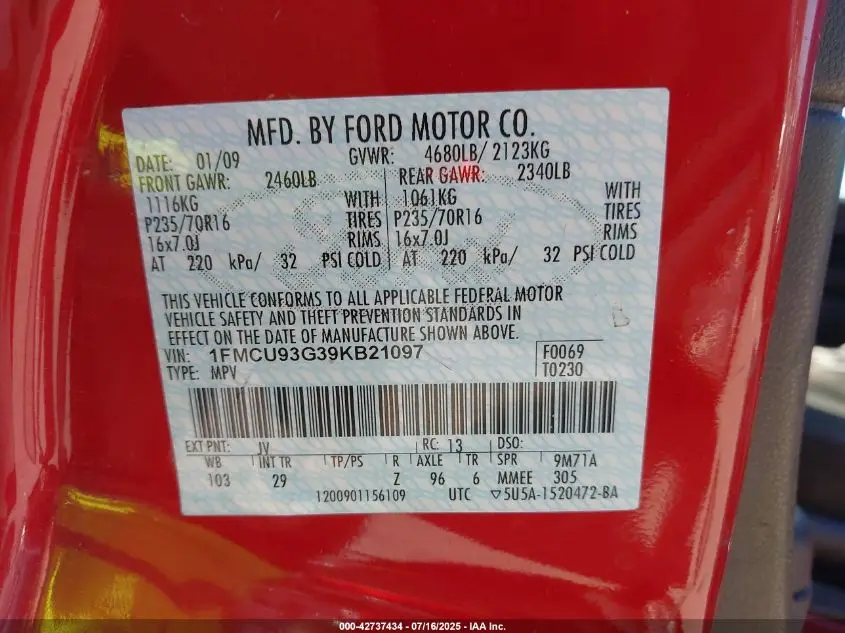 MFD. BY FORD MOTOR CO.
DATE: 01/09 GVWR: 4680LB/ 2123KG
FRONT GAWR: 2460LB REAR GAWR: 2340LB
1116KG WITH 1061KG WITH
P235/70R16 TIRES P235/70R16 TIRES
16x7.0J RIMS 16x7.0J RIMS
AT 220 kPa/ 32 PSI COLD AT 220 kPa/ 32 PSI COLD
THIS VEHICLE CONFORMS TO ALL APPLICABLE FEDERAL MOTOR
VEHICLE SAFETY AND THEFT PREVENTION STANDARDS IN
EFFECT ON THE DATE OF MANUFACTURE SHOWN ABOVE.
VIN: 1FMCU93G39KB21097 F0069
TYPE: MPV T0230
EXT PNT: JV RC: 13 DSO:
WB INT TR TP/PS R AXLE TR SPR 9M71A
103 29 Z 96 6 MMEE 305
1200901156109 UTC ▽5U5A-1520472-BA
000-42737434 - 07/16/2025 - IAA Inc.